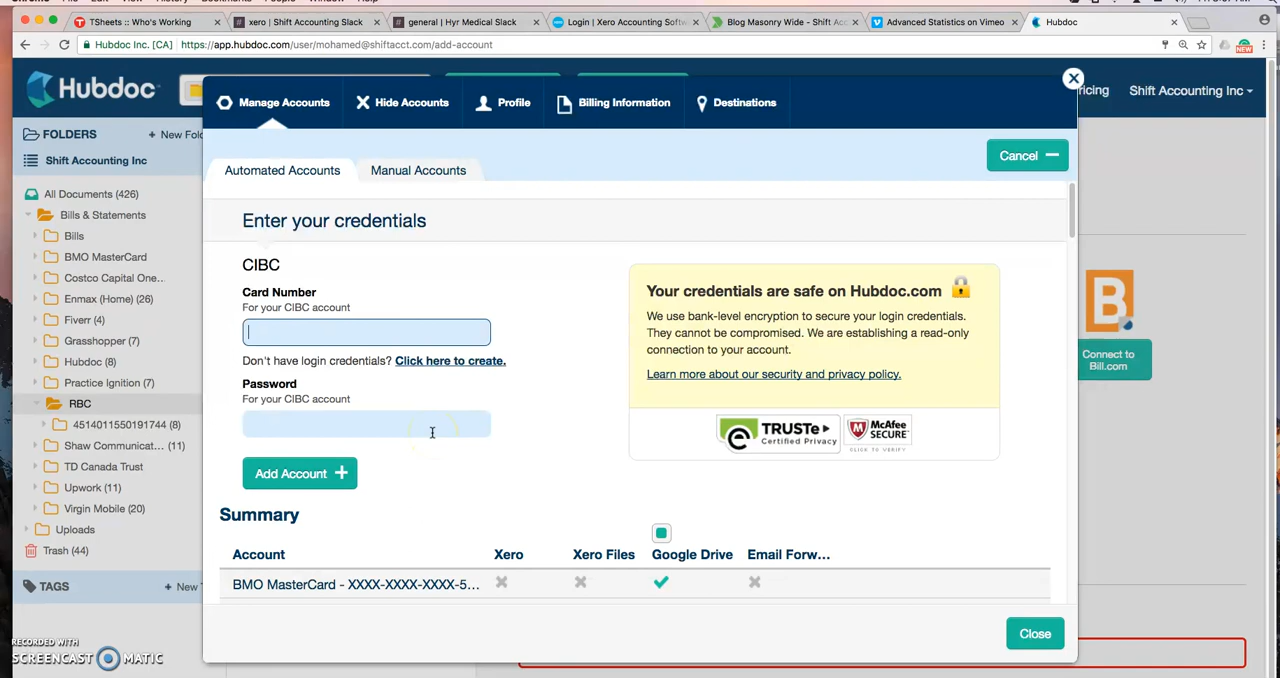 TSheets :: Who's Working
xero | Shift Accounting Slack
general | Hyr Medical Slack
Login | Xero Accounting Softw
Blog Masonry Wide - Shift Ac
Advanced Statistics on Vimeo
Hubdoc
Hubdoc Inc. [CA] | https://app.hubdoc.com/user/mohamed@shiftacct.com/add-account
NEW
Hubdoc
Manage Accounts
Hide Accounts
Profile
Billing Information
Destinations
Shift Accounting Inc
FOLDERS
+ New Fold
Shift Accounting Inc
Automated Accounts
Manual Accounts
Cancel
All Documents (426)
Bills & Statements
Bills
BMO MasterCard
Costco Capital One...
Enmax (Home) (26)
Fiverr (4)
Grasshopper (7)
Hubdoc (8)
Practice Ignition (7)
RBC
4514011550191744 (8)
Shaw Communicat... (11)
TD Canada Trust
Upwork (11)
Virgin Mobile (20)
Uploads
Trash (44)
TAGS
+ New T
Enter your credentials
CIBC
Card Number
For your CIBC account
Don't have login credentials? Click here to create.
Password
For your CIBC account
Add Account +
Your credentials are safe on Hubdoc.com
We use bank-level encryption to secure your login credentials.
They cannot be compromised. We are establishing a read-only
connection to your account.
Learn more about our security and privacy policy.
TRUSTe
Certified Privacy
McAfee
SECURE
CLICK TO VERIFY
B
Connect to
Bill.com
Summary
Account
Xero
Xero Files
Google Drive
Email Forw...
BMO MasterCard - XXXX-XXXX-XXXX-5...
Close
RECORDED WITH
SCREENCAST MATIC